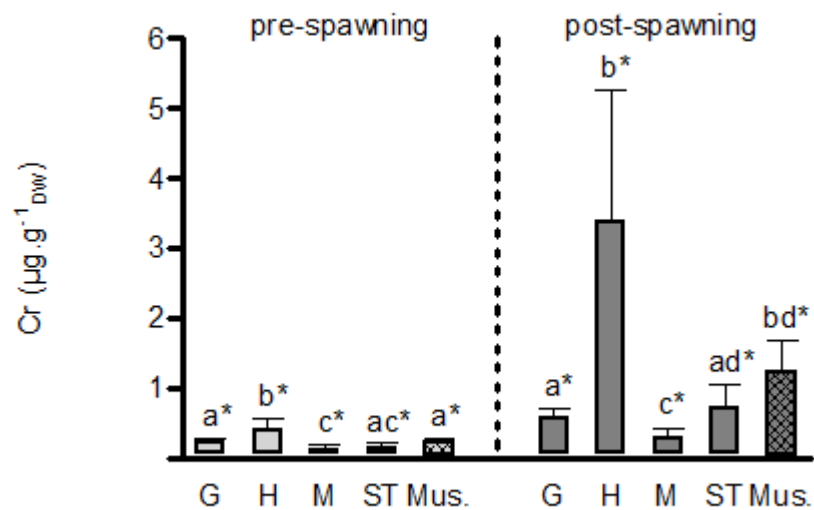 pre-spawning post-spawning
6
5
4
3
2
1
Cr (µg.g⁻¹DW)
a* b* c* ac* a*
a* b* c* ad* bd*
G H M ST Mus. G H M ST Mus.